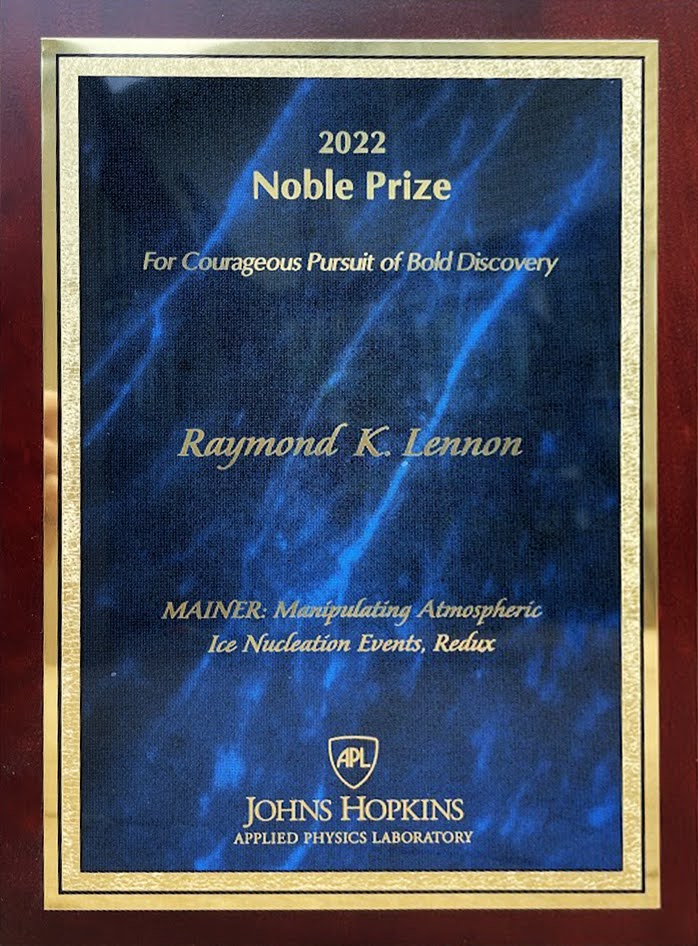 2022
Noble Prize
For Courageous Pursuit of Bold Discovery
Raymond K. Lennon
MAINER: Manipulating Atmospheric
Ice Nucleation Events, Redux
APL
JOHNS HOPKINS
APPLIED PHYSICS LABORATORY